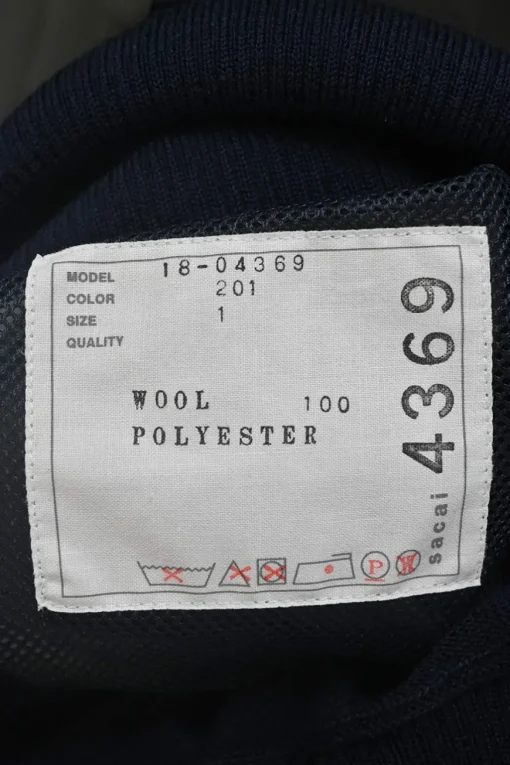 MODEL 18-04369
COLOR 201
SIZE 1
QUALITY
WOOL 100
POLYESTER
P W
sacai 4369